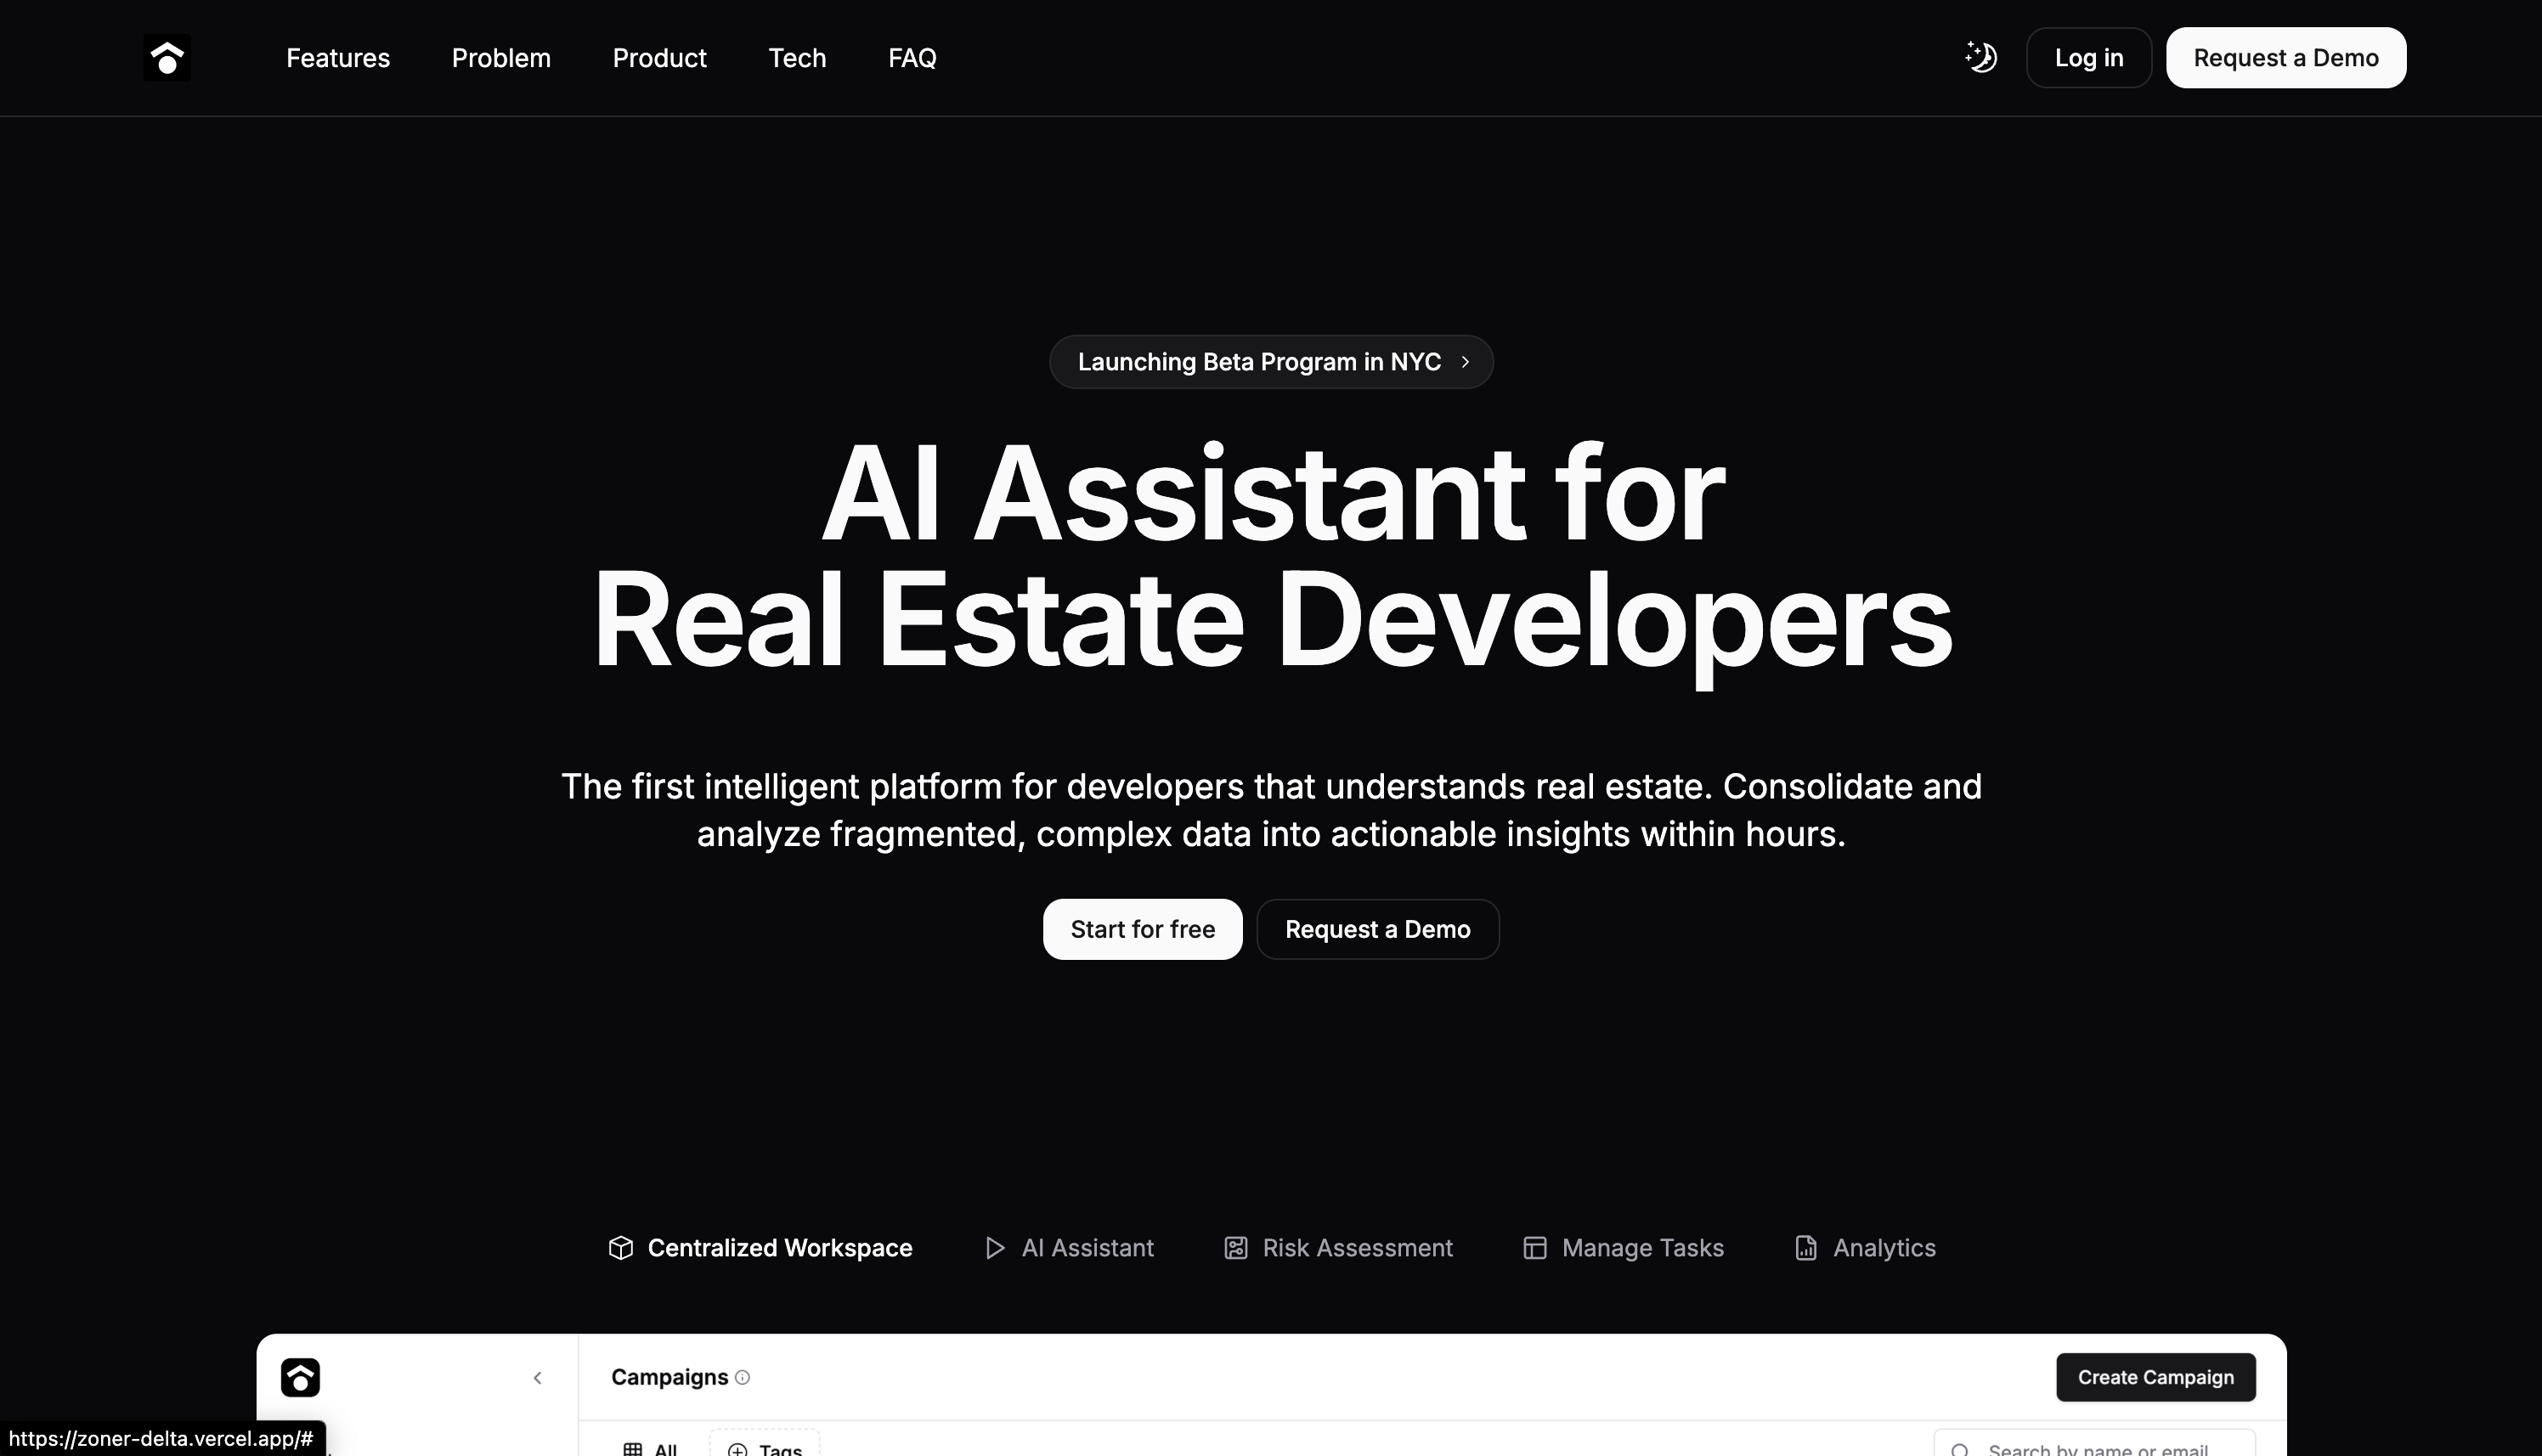 Features Problem Product Tech FAQ Log in Request a Demo
Launching Beta Program in NYC
AI Assistant for
Real Estate Developers
The first intelligent platform for developers that understands real estate. Consolidate and
analyze fragmented, complex data into actionable insights within hours.
Start for free Request a Demo
Centralized Workspace AI Assistant Risk Assessment Manage Tasks Analytics
Campaigns Create Campaign
All Tags Search by name or email
https://zoner-delta.vercel.app/#